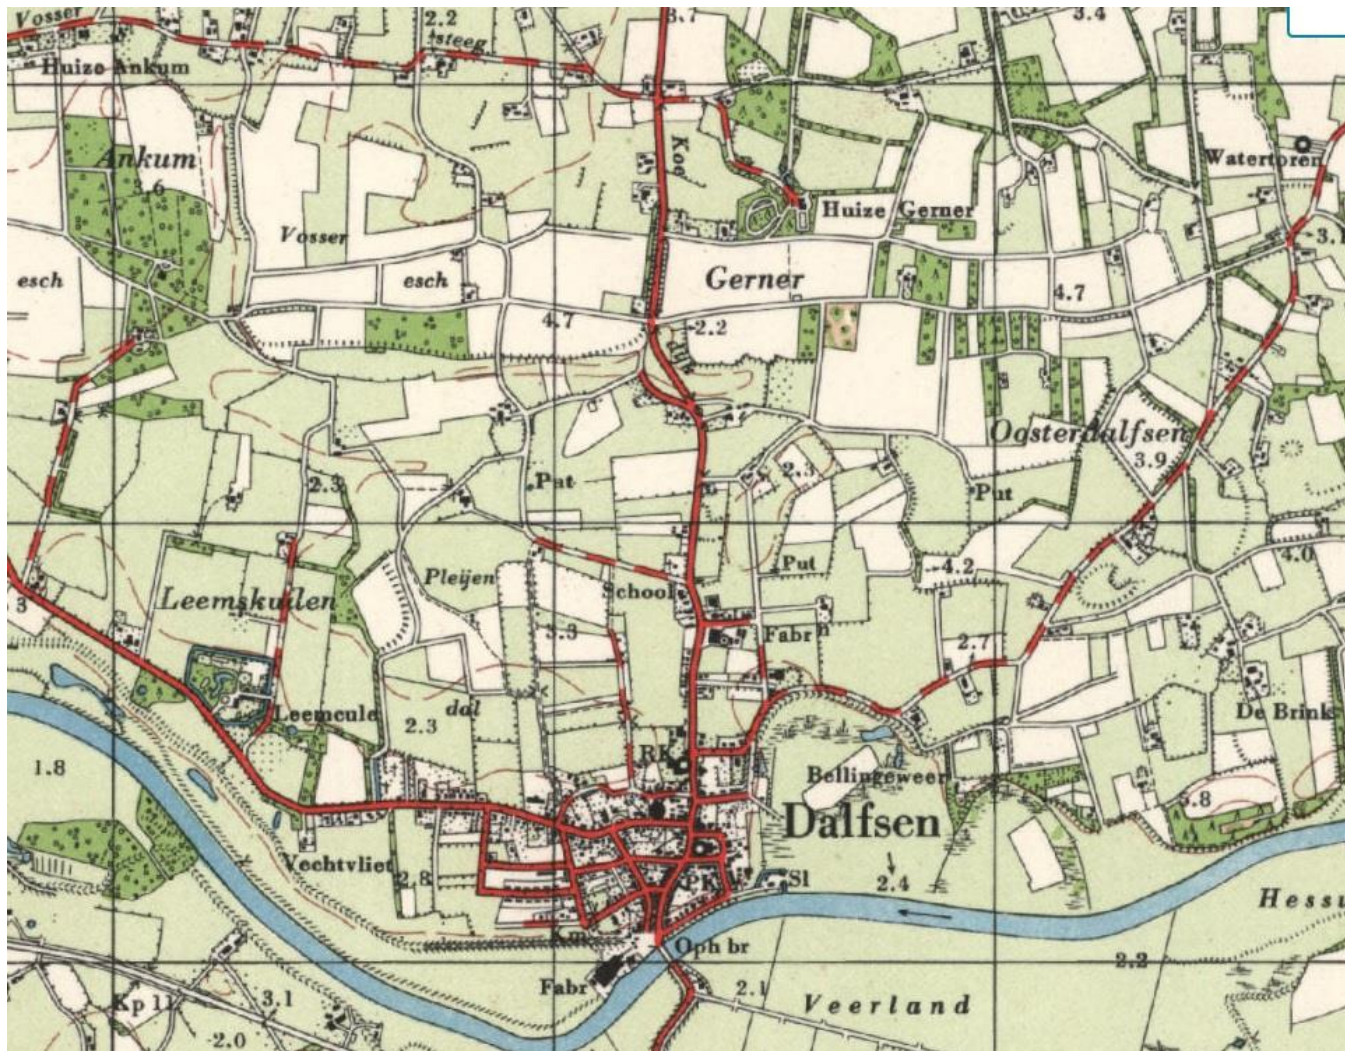 Vosser
2.2
3.7
3.4
steeg
Huize Ankum
Koe
Watertoren
Ankum
3.6
Huize Gerner
Vosser
3.1
esch
esch
Gerner
4.7
4.7
2.2
dijk
Oosterdalfsen
3.9
2.3
2.3
Put
Put
4.0
Put
4.2
Pleijen
School
3
Leemskuilen
3.3
Fabrn
2.7
Leemcule
dal
2.3
De Brink
RK
1.8
Bellingeweer
5.8
Dalfsen
Vechtvliet
2.8
PK
Sl
2.4
Hessu
Km
Oph br
2.2
Fabr
2.1
Kp 11
3.1
Veerland
2.0